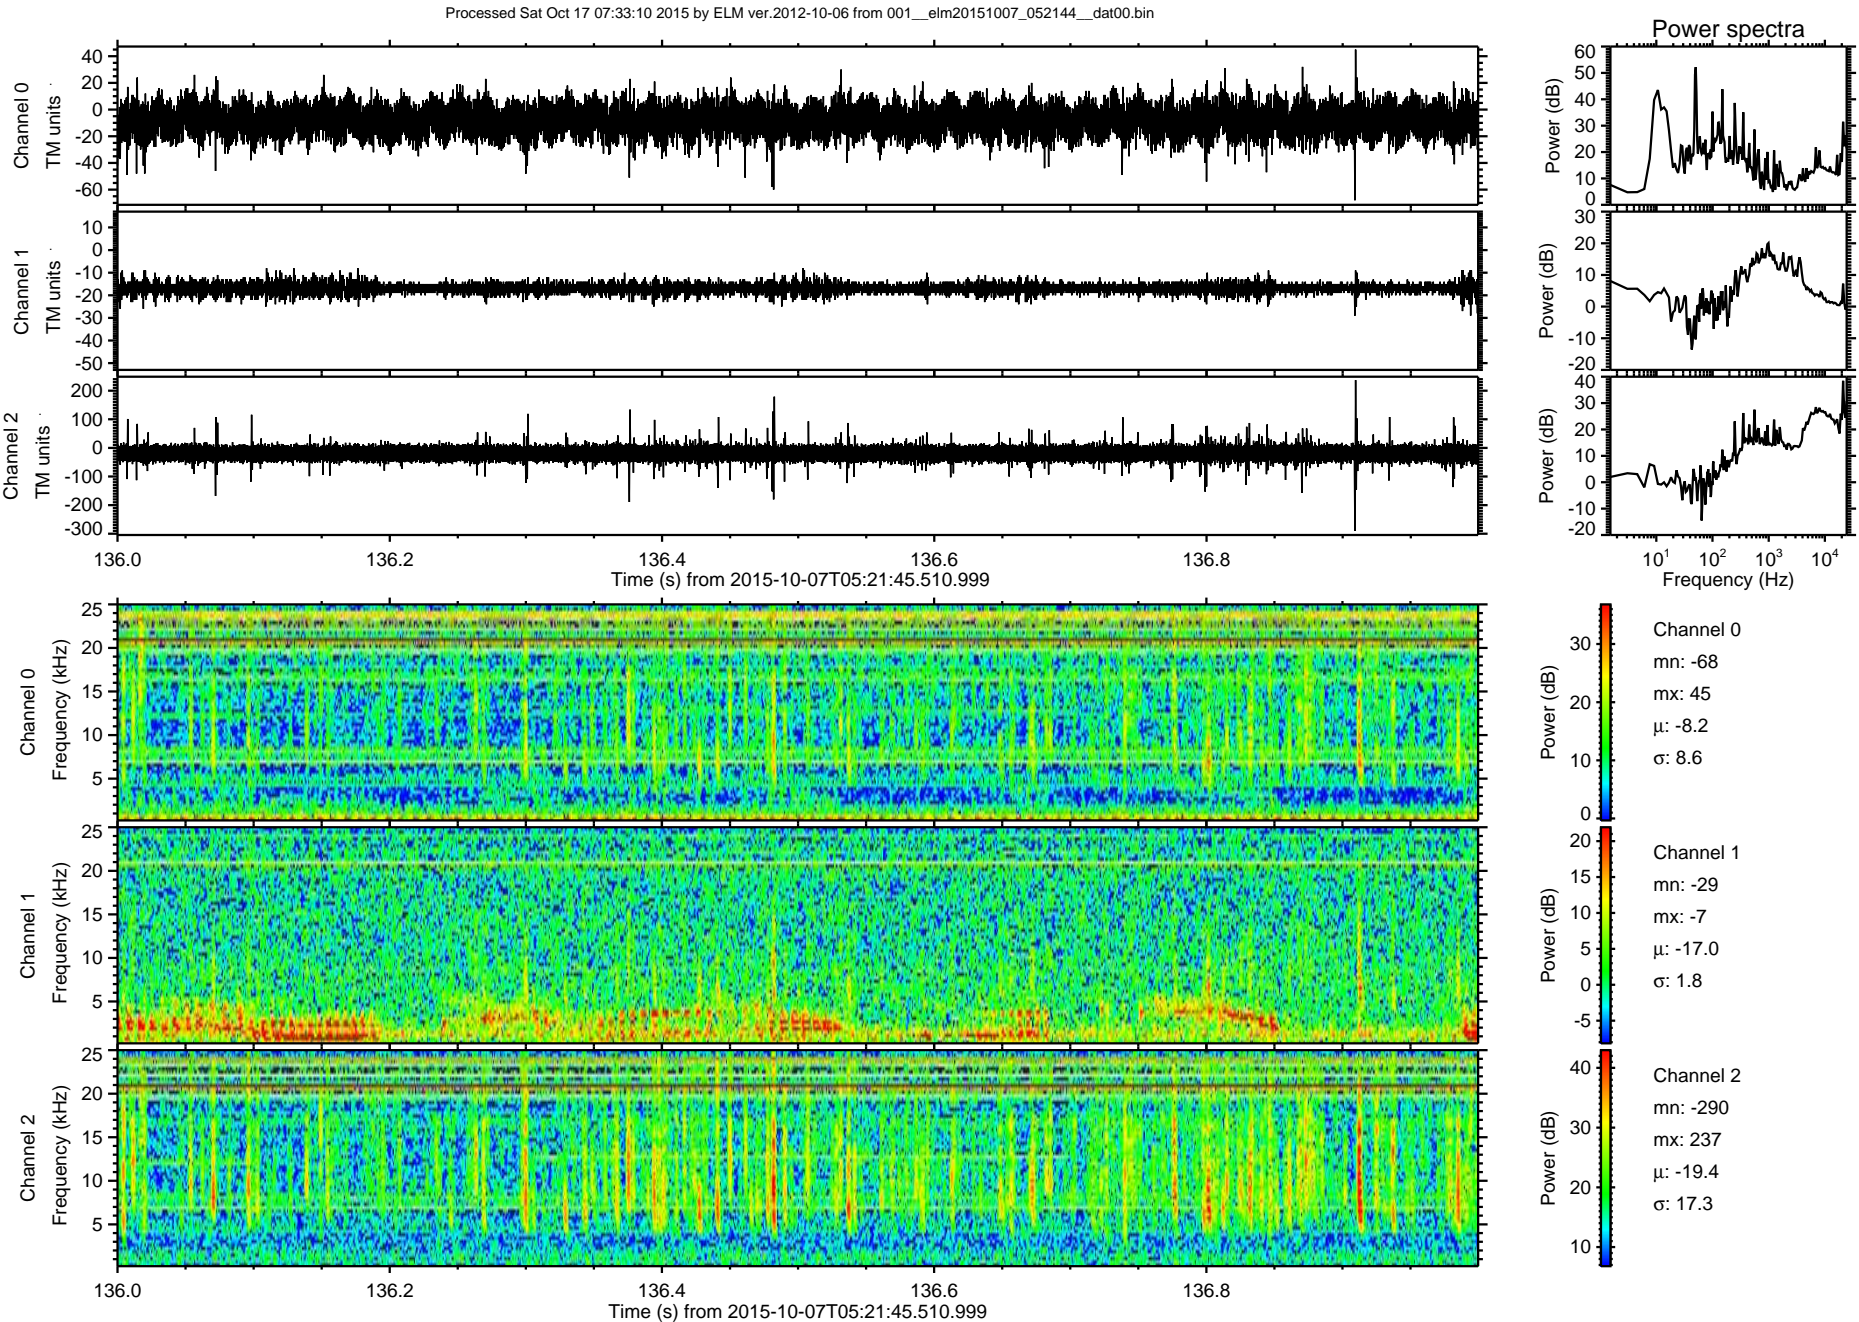 Processed Sat Oct 17 07:33:10 2015 by ELM ver.2012-10-06 from 001__elm20151007_052144__dat00.bin
Power spectra
Channel 0
TM units
40
20
0
-20
-40
-60
Power (dB)
60
50
40
30
20
10
0
Channel 1
TM units
10
0
-10
-20
-30
-40
-50
Power (dB)
30
20
10
0
-10
-20
Channel 2
TM units
200
100
0
-100
-200
-300
Power (dB)
40
30
20
10
0
-10
-20
136.0 136.2 136.4 136.6 136.8
Time (s) from 2015-10-07T05:21:45.510.999
10¹ 10² 10³ 10⁴
Frequency (Hz)
Channel 0
Frequency (kHz)
25
20
15
10
5
Power (dB)
30
20
10
0
Channel 0
mn: -68
mx: 45
μ: -8.2
σ: 8.6
Channel 1
Frequency (kHz)
25
20
15
10
5
Power (dB)
20
15
10
5
0
-5
Channel 1
mn: -29
mx: -7
μ: -17.0
σ: 1.8
Channel 2
Frequency (kHz)
25
20
15
10
5
Power (dB)
40
30
20
10
Channel 2
mn: -290
mx: 237
μ: -19.4
σ: 17.3
136.0 136.2 136.4 136.6 136.8
Time (s) from 2015-10-07T05:21:45.510.999